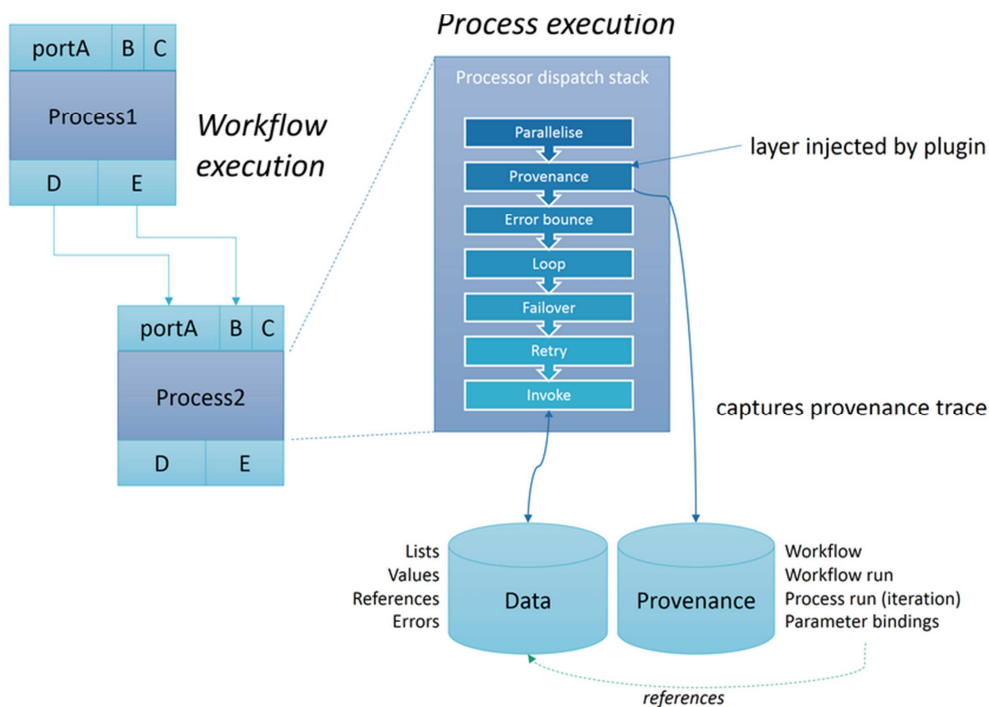 Process execution
portA B C
Process1
D E
Workflow
execution
portA B C
Process2
D E
Processor dispatch stack
Parallelise
Provenance
Error bounce
Loop
Failover
Retry
Invoke
layer injected by plugin
captures provenance trace
Lists
Values
References
Errors
Data
Provenance
Workflow
Workflow run
Process run (iteration)
Parameter bindings
references